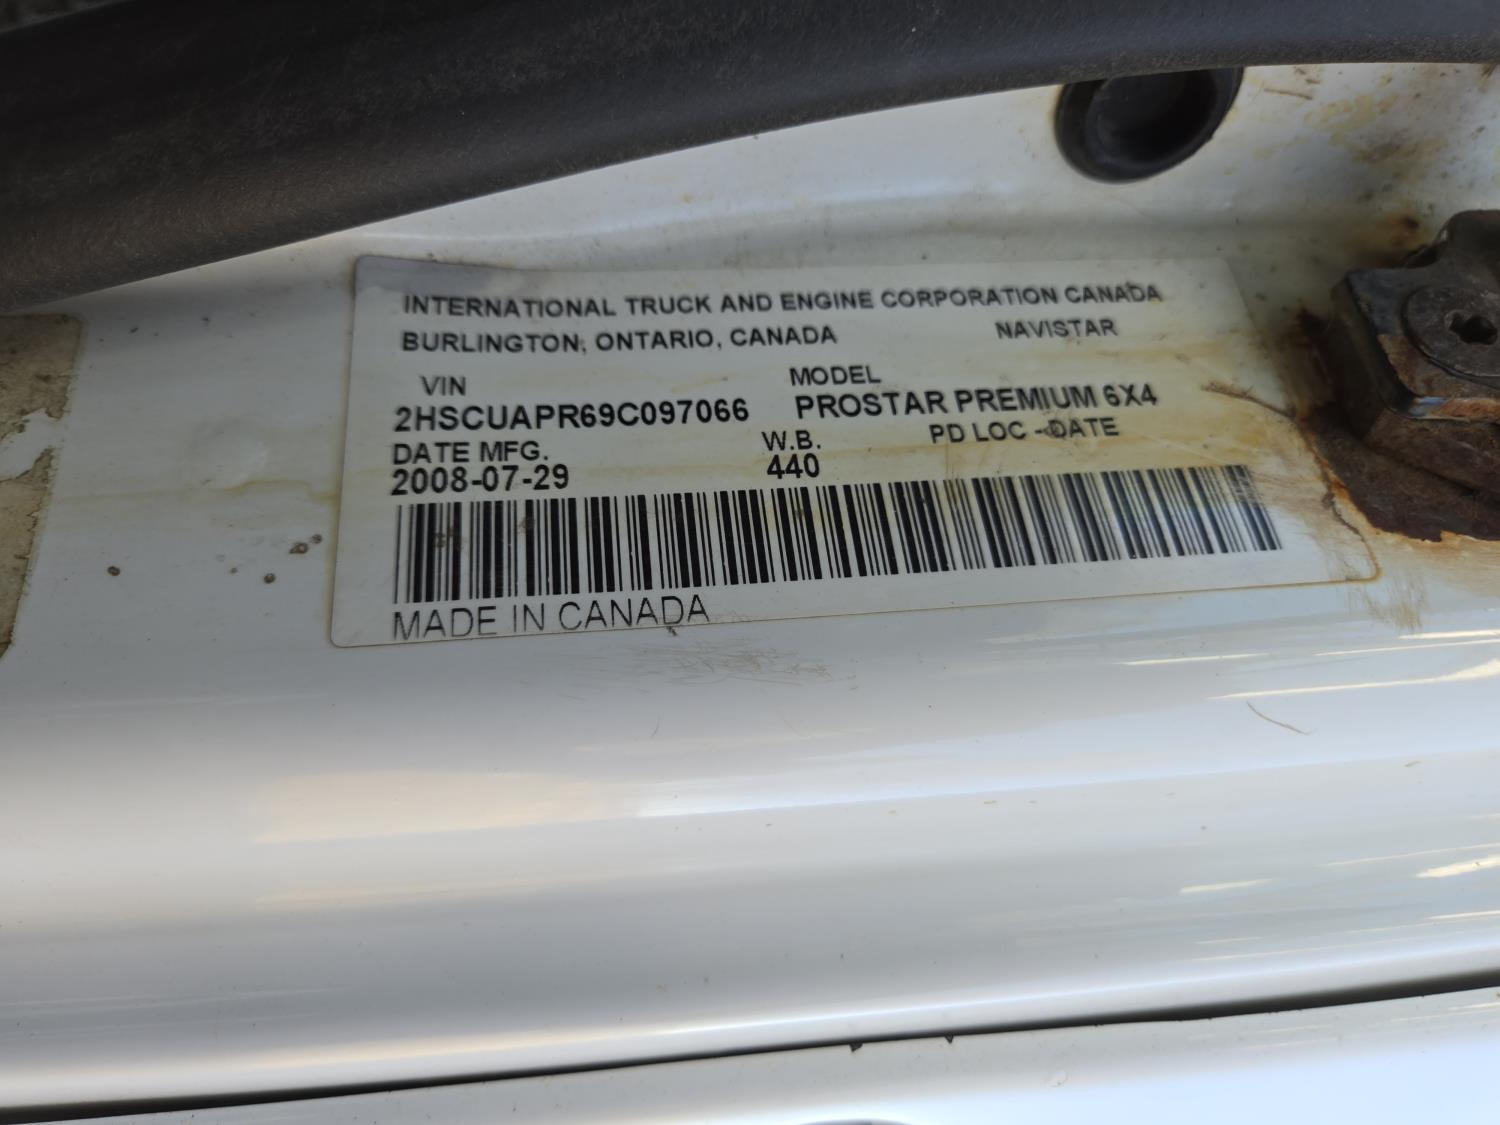 INTERNATIONAL TRUCK AND ENGINE CORPORATION CANADA
BURLINGTON, ONTARIO, CANADA NAVISTAR
VIN MODEL
2HSCUAPR69C097066 PROSTAR PREMIUM 6X4
DATE MFG. W.B. PD LOC - DATE
2008-07-29 440
MADE IN CANADA